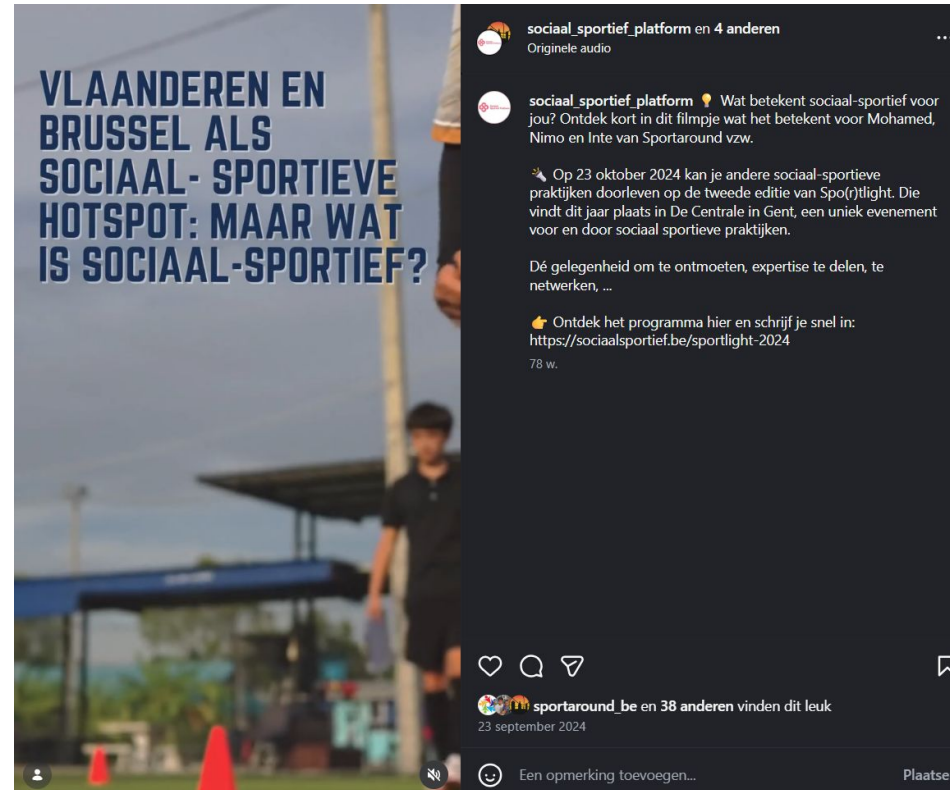 VLAANDEREN EN
BRUSSEL ALS
SOCIAAL- SPORTIEVE
HOTSPOT: MAAR WAT
IS SOCIAAL-SPORTIEF?
sociaal_sportief_platform en 4 anderen
Originele audio
sociaal_sportief_platform 💡 Wat betekent sociaal-sportief voor
jou? Ontdek kort in dit filmpje wat het betekent voor Mohamed,
Nimo en Inte van Sportaround vzw.
🔦 Op 23 oktober 2024 kan je andere sociaal-sportieve
praktijken doorleven op de tweede editie van Spo(r)tlight. Die
vindt dit jaar plaats in De Centrale in Gent, een uniek evenement
voor en door sociaal sportieve praktijken.
Dé gelegenheid om te ontmoeten, expertise te delen, te
netwerken, ...
👉 Ontdek het programma hier en schrijf je snel in:
https://sociaalsportief.be/sportlight-2024
78 w.
sportaround_be en 38 anderen vinden dit leuk
23 september 2024
Een opmerking toevoegen...
Plaatse